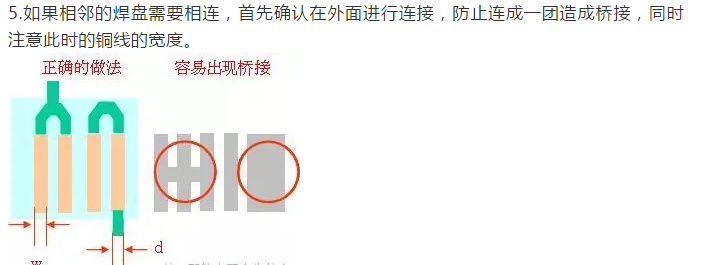 5.如果相邻的焊盘需要相连，首先确认在外面进行连接，防止连成一团造成桥接，同时
注意此时的铜线的宽度。
正确的做法 容易出现桥接
d
w